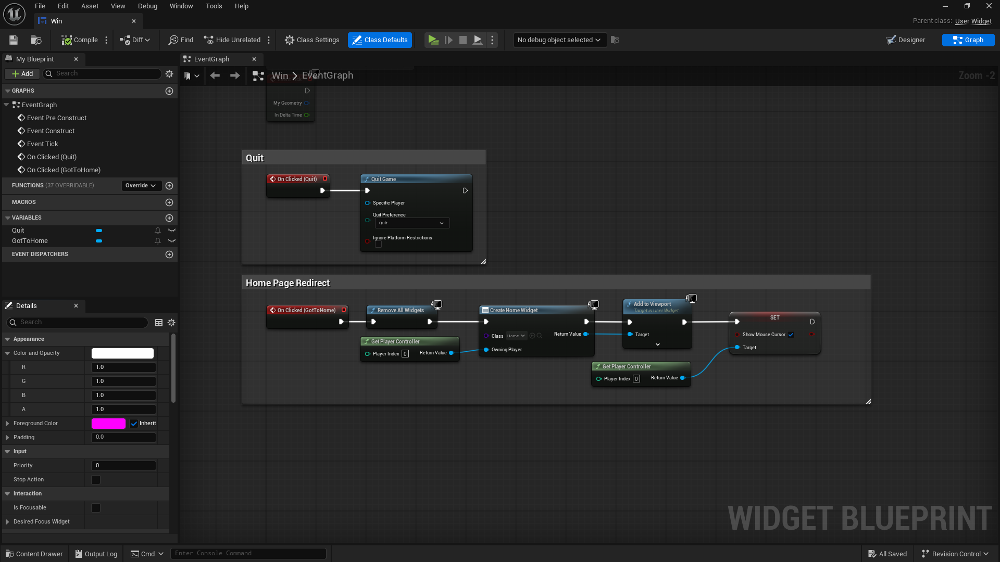 File Edit Asset View Debug Window Tools Help
Win
Parent class: User Widget
Compile Diff Find Hide Unrelated Class Settings Class Defaults No debug object selected Designer Graph
My Blueprint
Add Search
GRAPHS
EventGraph
Event Pre Construct
Event Construct
Event Tick
On Clicked (Quit)
On Clicked (GotToHome)
FUNCTIONS (37 OVERRIDABLE) Override
MACROS
VARIABLES
Quit
GotToHome
EVENT DISPATCHERS
Details
Search
Appearance
Color and Opacity
R 1.0
G 1.0
B 1.0
A 1.0
Foreground Color Inherit
Padding 0.0
Input
Priority 0
Stop Action
Interaction
Is Focusable
Desired Focus Widget
EventGraph
Win > EventGraph
Zoom -2
Event Tick
My Geometry
In Delta Time
Quit
On Clicked (Quit)
Quit Game
Specific Player
Quit Preference
Quit
Ignore Platform Restrictions
Home Page Redirect
On Clicked (GotToHome)
Remove All Widgets
Get Player Controller
Player Index 0 Return Value
Create Home Widget
Class Home Return Value
Owning Player
Add to Viewport
Target is User Widget
Target
Get Player Controller
Player Index 0 Return Value
SET
Show Mouse Cursor
Target
WIDGET BLUEPRINT
Content Drawer Output Log Cmd Enter Console Command All Saved Revision Control